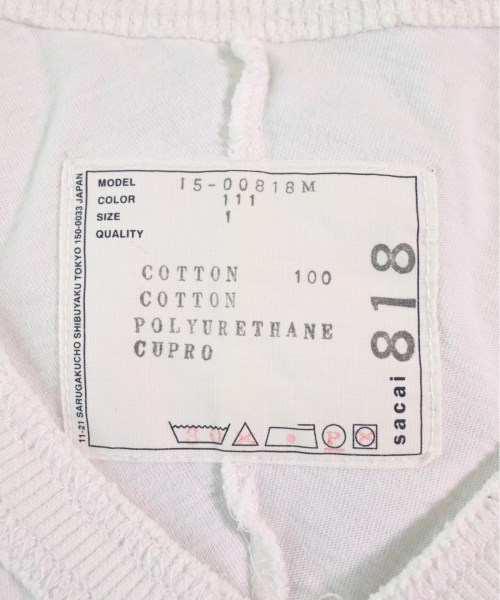 MODEL 15-00818M
COLOR 111
SIZE 1
QUALITY
COTTON 100
COTTON
POLYURETHANE
CUPRO
30
P
818
sacai
11-21 SARUGAKUCHO SHIBUYAKU TOKYO 150-0033 JAPAN